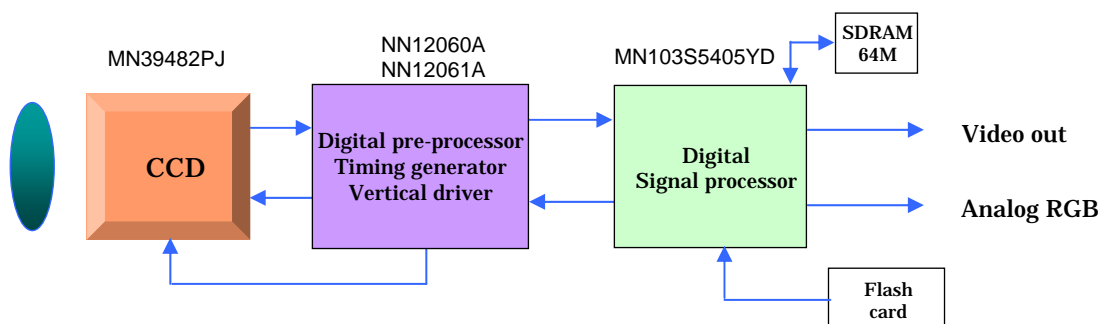 MN39482PJ
NN12060A
NN12061A
MN103S5405YD
SDRAM
64M
CCD
Digital pre-processor
Timing generator
Vertical driver
Digital
Signal processor
Video out
Analog RGB
Flash
card